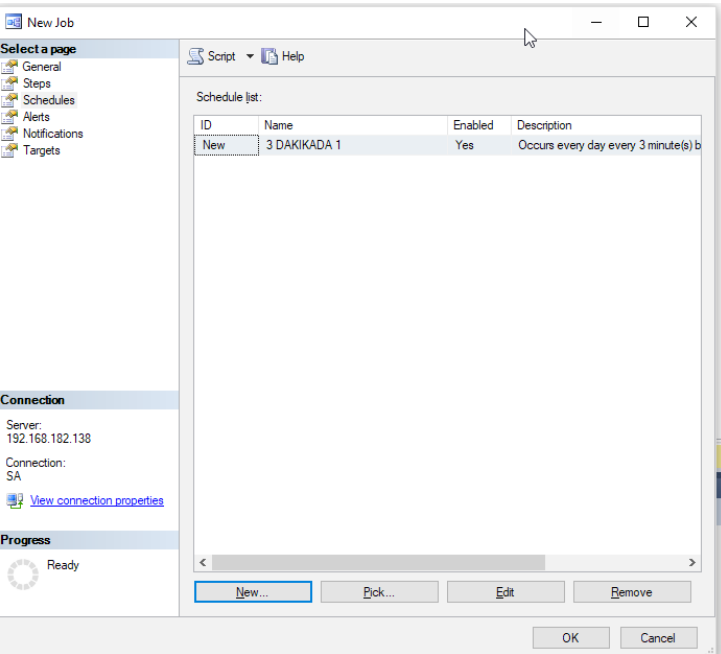 New Job
Select a page
General
Steps
Schedules
Alerts
Notifications
Targets
Script Help
Schedule list:
ID Name Enabled Description
New 3 DAKIKADA 1 Yes Occurs every day every 3 minute(s) b
Connection
Server:
192.168.182.138
Connection:
SA
View connection properties
Progress
Ready
New... Pick... Edit Remove
OK Cancel